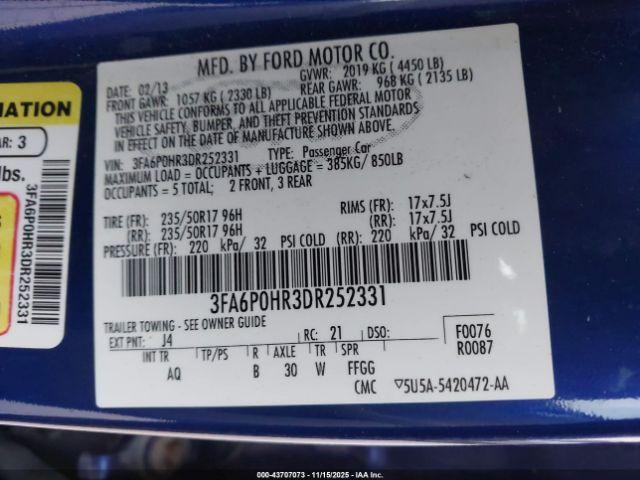 MFD. BY FORD MOTOR CO.
DATE: 02/13 GVWR: 2019 KG ( 4450 LB)
FRONT GAWR: 1057 KG ( 2330 LB) REAR GAWR: 968 KG ( 2135 LB)
THIS VEHICLE CONFORMS TO ALL APPLICABLE FEDERAL MOTOR
VEHICLE SAFETY, BUMPER, AND THEFT PREVENTION STANDARDS
IN EFFECT ON THE DATE OF MANUFACTURE SHOWN ABOVE.
VIN: 3FA6P0HR3DR252331 TYPE: Passenger Car
MAXIMUM LOAD = OCCUPANTS + LUGGAGE = 385KG/ 850LB
OCCUPANTS = 5 TOTAL; 2 FRONT, 3 REAR
TIRE (FR): 235/50R17 96H RIMS (FR): 17x7.5J
(RR): 235/50R17 96H (RR): 17x7.5J
PRESSURE (FR): 220 kPa/ 32 PSI COLD (RR): 220 kPa/ 32 PSI COLD
3FA6P0HR3DR252331
TRAILER TOWING - SEE OWNER GUIDE
EXT PNT: J4 RC: 21 DSO: F0076
R0087
INT TR TP/PS R AXLE TR SPR
AQ B 30 W FFGG
CMC ▽5U5A-5420472-AA
MATION
AR: 3
lbs.
3FA6P0HR3DR252331
000-43707073 - 11/15/2025 - IAAI.com